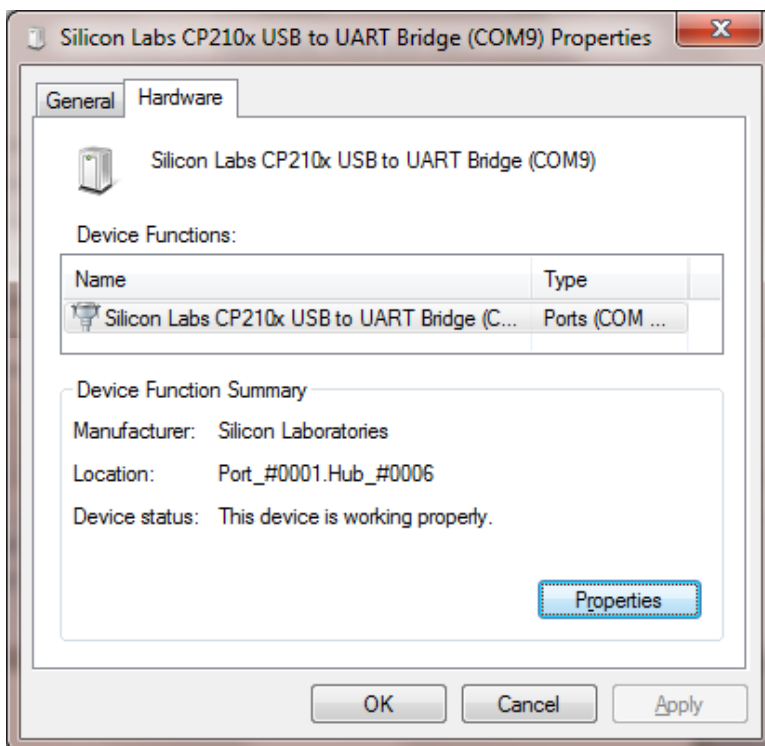 Silicon Labs CP210x USB to UART Bridge (COM9) Properties
General Hardware
Silicon Labs CP210x USB to UART Bridge (COM9)
Device Functions:
Name Type
Silicon Labs CP210x USB to UART Bridge (C... Ports (COM ...
Device Function Summary
Manufacturer: Silicon Laboratories
Location: Port_#0001.Hub_#0006
Device status: This device is working properly.
Properties
OK Cancel Apply